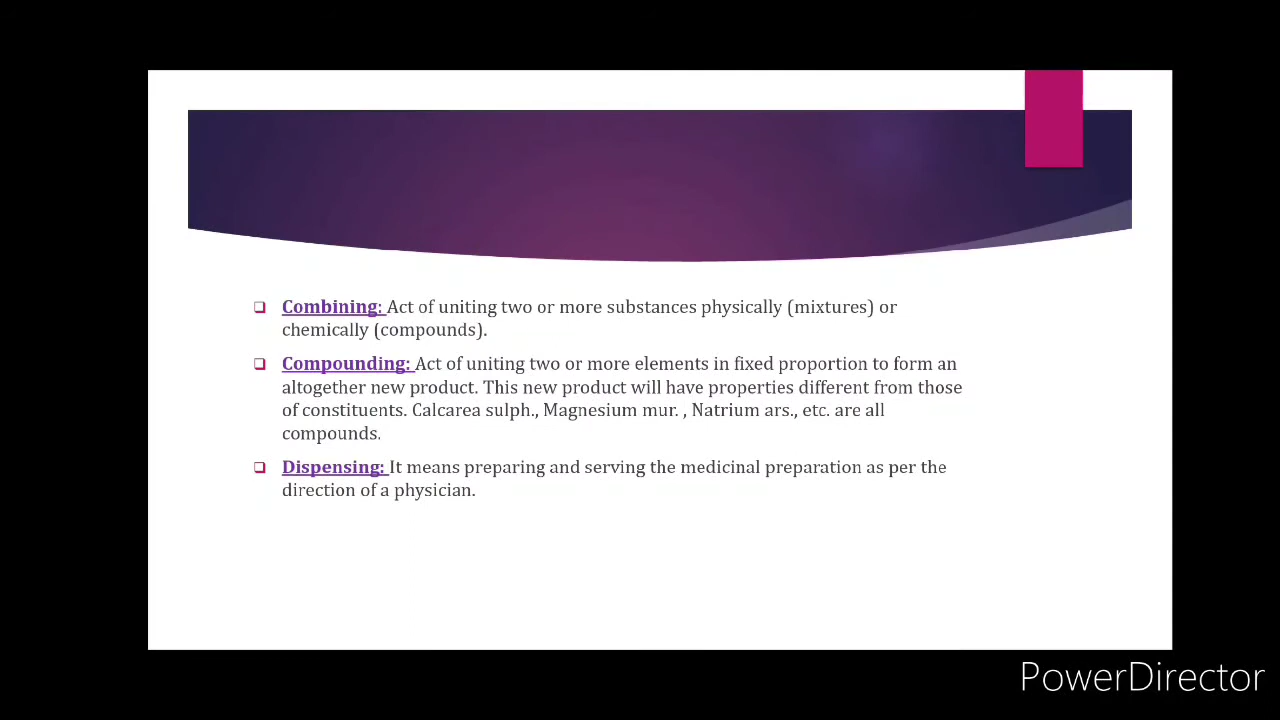 Combining: Act of uniting two or more substances physically (mixtures) or
chemically (compounds).
Compounding: Act of uniting two or more elements in fixed proportion to form an
altogether new product. This new product will have properties different from those
of constituents. Calcarea sulph., Magnesium mur. , Natrium ars., etc. are all
compounds.
Dispensing: It means preparing and serving the medicinal preparation as per the
direction of a physician.
PowerDirector